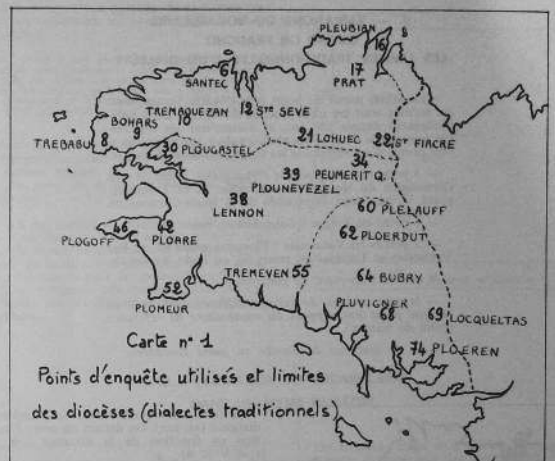 PLEUBIAN
16
6
SANTEC
17
PRAT
TREMAOUEZAN
10
12 STE SEVE
BOHARS
9
TREBABU 8
30 PLOUGASTEL
21 LOHUEC
22 ST FIACRE
34
PEUMERIT Q.
39
PLOUNEVEZEL
38
LENNON
60 PLELAUFF
62 PLOERDUT
46
PLOGOFF
42
PLOARE
TREMEVEN 55
64 BUBRY
52
PLOMEUR
PLUVIGNER
68
69 LOCQUELTAS
74 PLOEREN
Carte n° 1
Points d'enquête utilisés et limites
des diocèses (dialectes traditionnels)